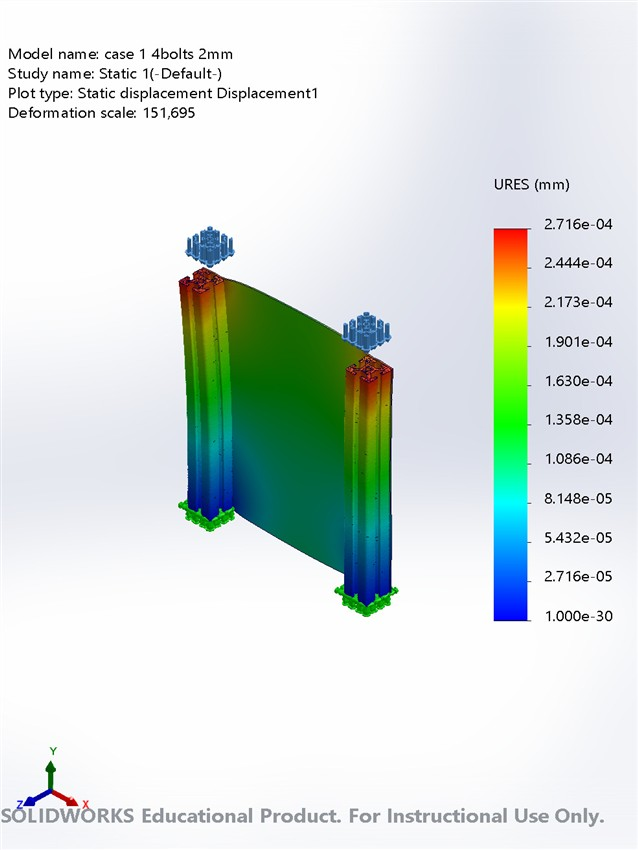 Model name: case 1 4bolts 2mm
Study name: Static 1(-Default-)
Plot type: Static displacement Displacement1
Deformation scale: 151,695
URES (mm)
2.716e-04
2.444e-04
2.173e-04
1.901e-04
1.630e-04
1.358e-04
1.086e-04
8.148e-05
5.432e-05
2.716e-05
1.000e-30
Y
Z
X
SOLIDWORKS Educational Product. For Instructional Use Only.